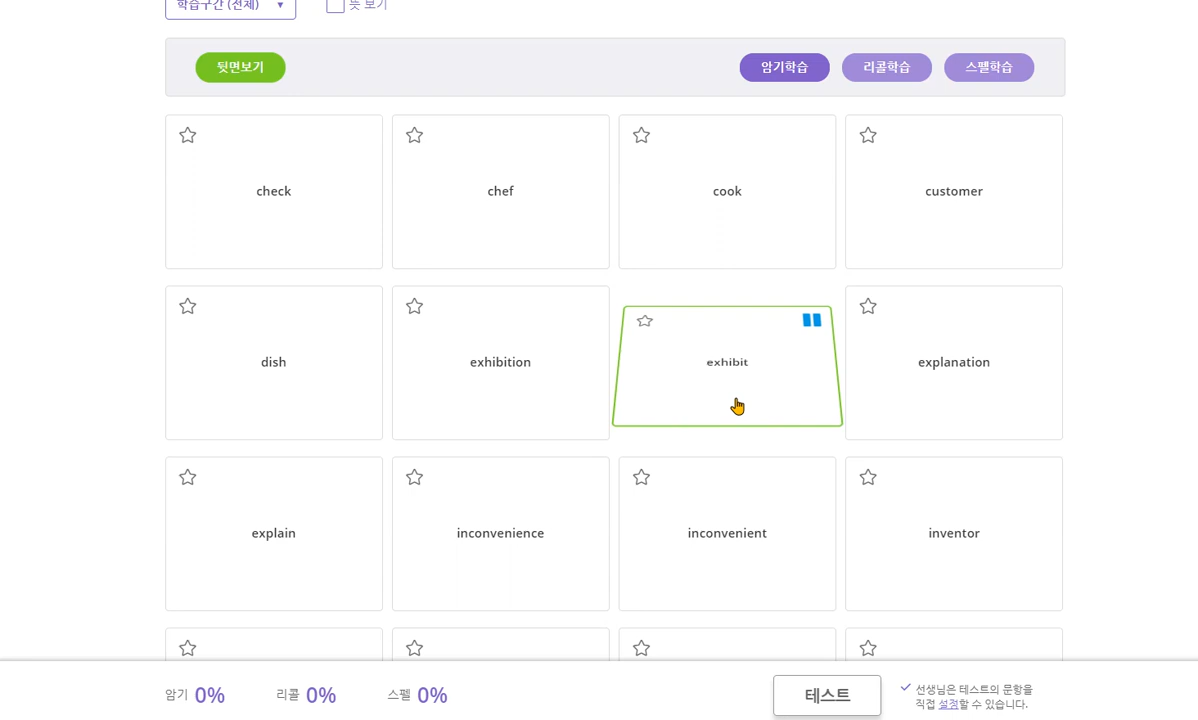 학습구간 (전체) ▼
뜻 보기
뒷면보기
암기학습 리콜학습 스펠학습
check chef cook customer
dish exhibition exhibit explanation
explain inconvenience inconvenient inventor
암기 0% 리콜 0% 스펠 0%
테스트
선생님은 테스트의 문항을
직접 설정할 수 있습니다.